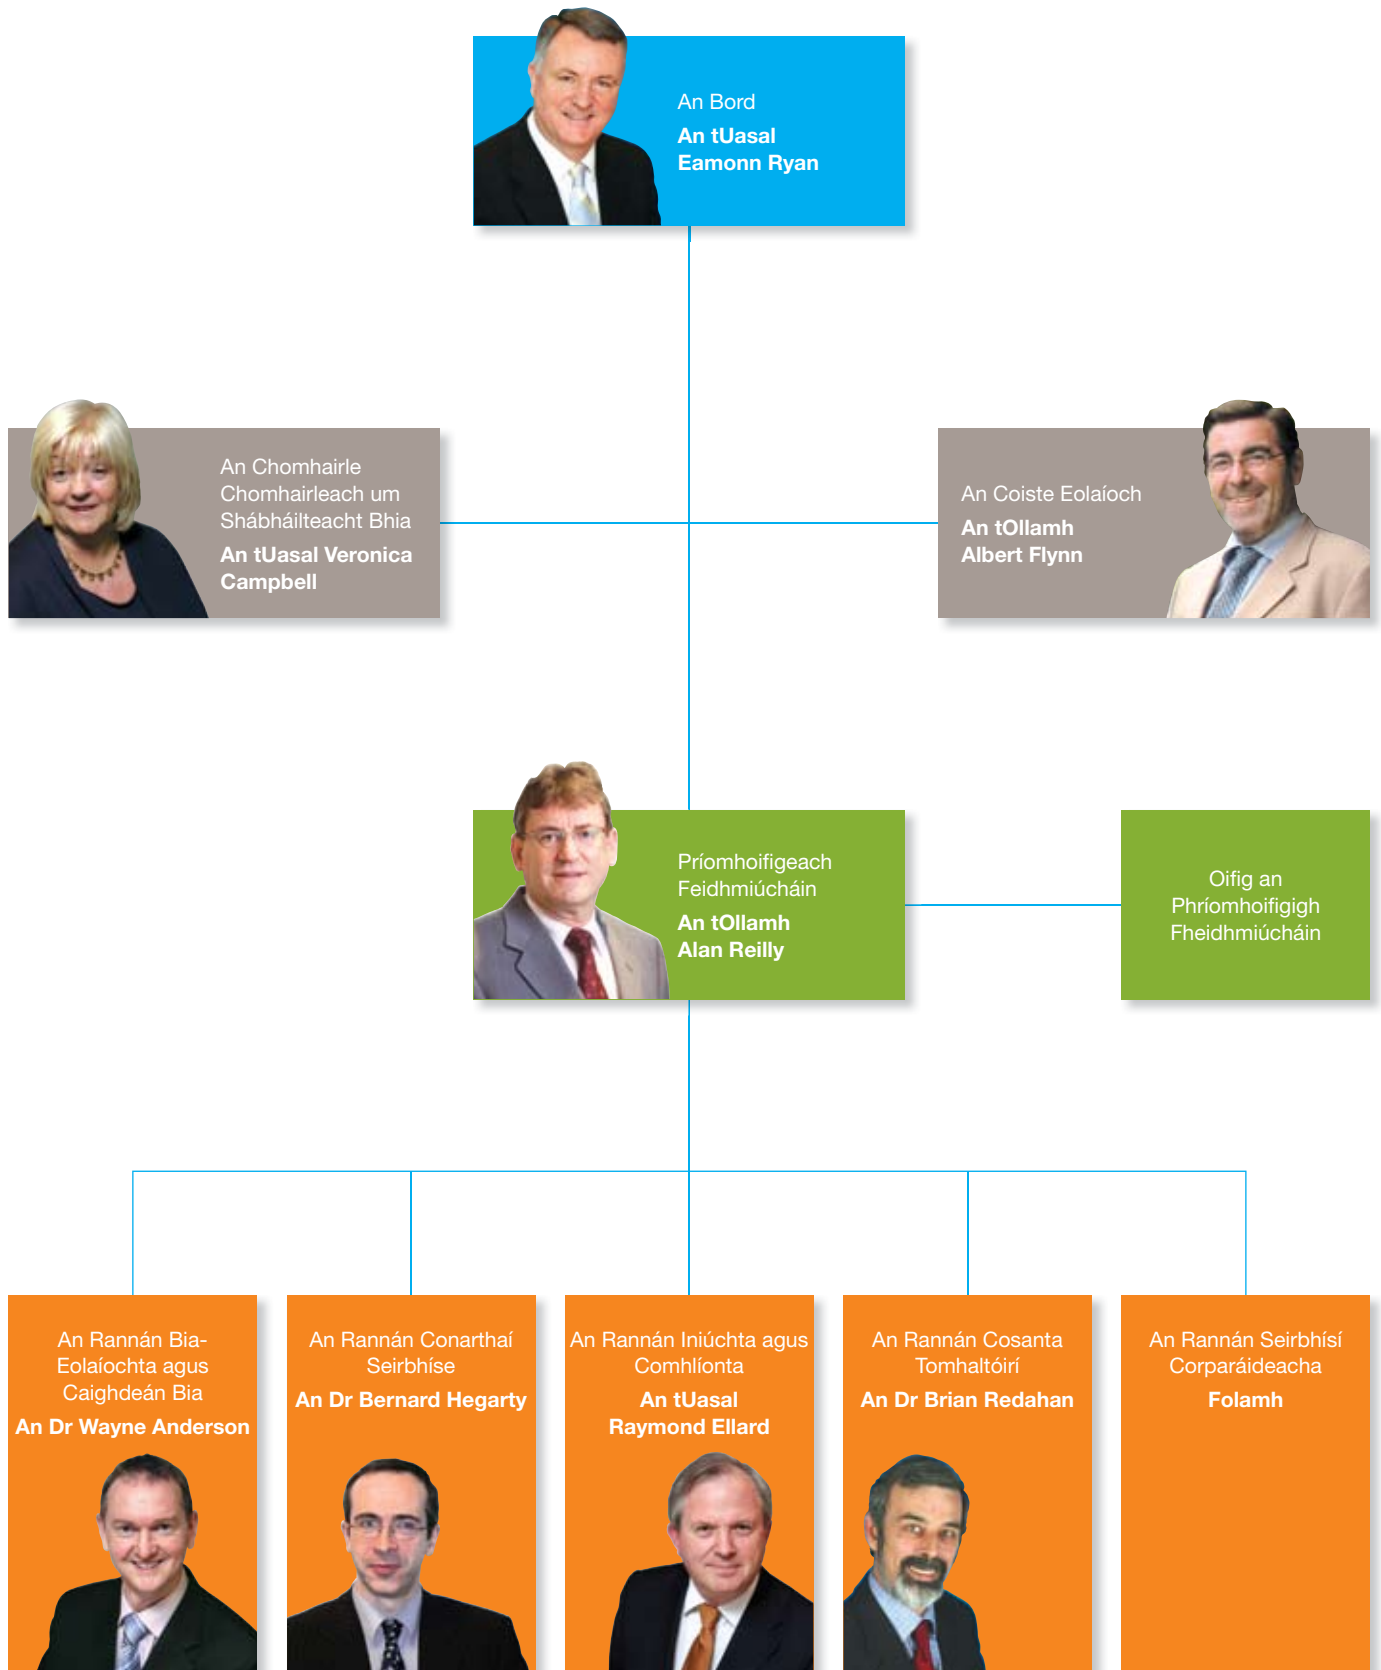 An Bord
An tUasal
Eamonn Ryan
An Chomhairle
Chomhairleach um
Shábháilteacht Bhia
An tUasal Veronica
Campbell
An Coiste Eolaíoch
An tOllamh
Albert Flynn
Príomhoifigeach
Feidhmiúcháin
An tOllamh
Alan Reilly
Oifig an
Phríomhoifigigh
Fheidhmiúcháin
An Rannán Bia-
Eolaíochta agus
Caighdeán Bia
An Dr Wayne Anderson
An Rannán Conarthaí
Seirbhíse
An Dr Bernard Hegarty
An Rannán Iniúchta agus
Comhlíonta
An tUasal
Raymond Ellard
An Rannán Cosanta
Tomhaltóirí
An Dr Brian Redahan
An Rannán Seirbhísí
Corparáideacha
Folamh